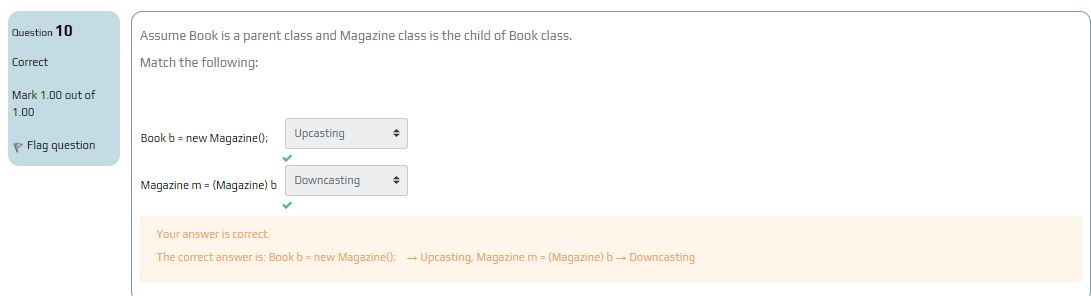 Question 10
Correct
Mark 1.00 out of
1.00
Flag question
Assume Book is a parent class and Magazine class is the child of Book class.
Match the following:
Book b = new Magazine();
Upcasting
Magazine m = (Magazine) b
Downcasting
Your answer is correct.
The correct answer is: Book b = new Magazine(); → Upcasting, Magazine m = (Magazine) b → Downcasting